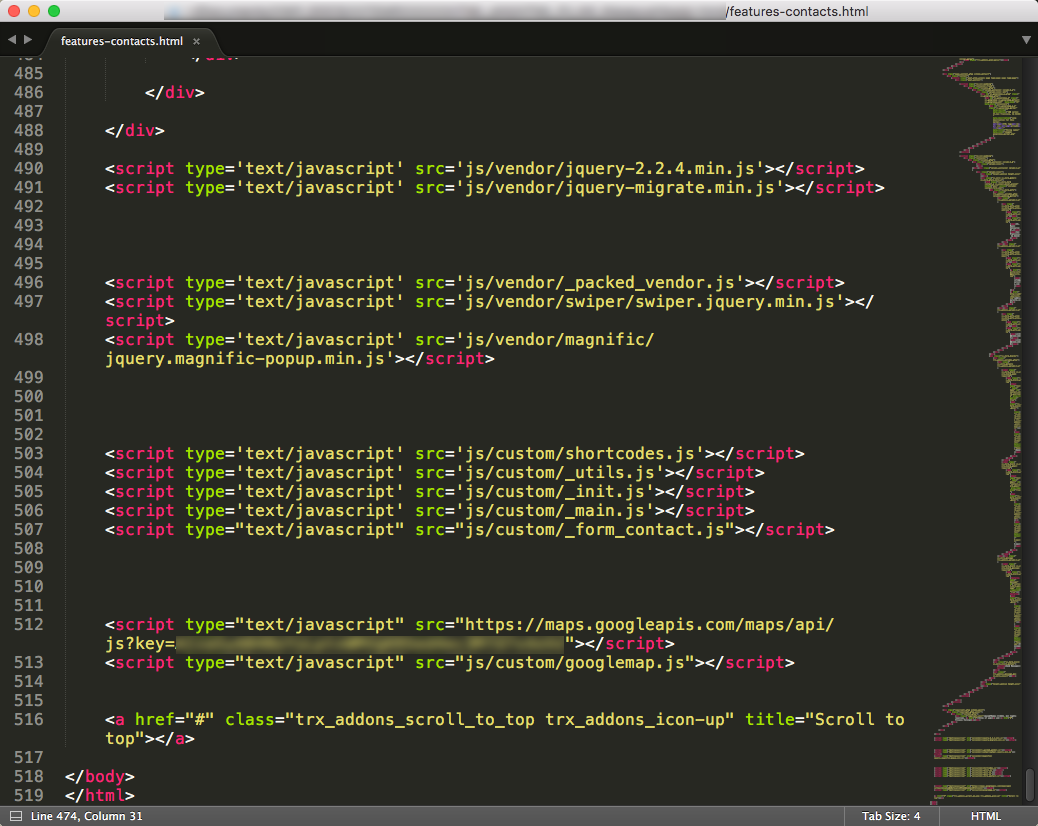 /features-contacts.html
features-contacts.html ×
485
486 </div>
487
488 </div>
489
490 <script type='text/javascript' src='js/vendor/jquery-2.2.4.min.js'></script>
491 <script type='text/javascript' src='js/vendor/jquery-migrate.min.js'></script>
492
493
494
495
496 <script type='text/javascript' src='js/vendor/_packed_vendor.js'></script>
497 <script type='text/javascript' src='js/vendor/swiper/swiper.jquery.min.js'></
script>
498 <script type='text/javascript' src='js/vendor/magnific/
jquery.magnific-popup.min.js'></script>
499
500
501
502
503 <script type='text/javascript' src='js/custom/shortcodes.js'></script>
504 <script type='text/javascript' src='js/custom/_utils.js'></script>
505 <script type='text/javascript' src='js/custom/_init.js'></script>
506 <script type='text/javascript' src='js/custom/_main.js'></script>
507 <script type="text/javascript" src="js/custom/_form_contact.js"></script>
508
509
510
511
512 <script type="text/javascript" src="https://maps.googleapis.com/maps/api/
js?key= "></script>
513 <script type="text/javascript" src="js/custom/googlemap.js"></script>
514
515
516 <a href="#" class="trx_addons_scroll_to_top trx_addons_icon-up" title="Scroll to
top"></a>
517
518 </body>
519 </html>
Line 474, Column 31 Tab Size: 4 HTML